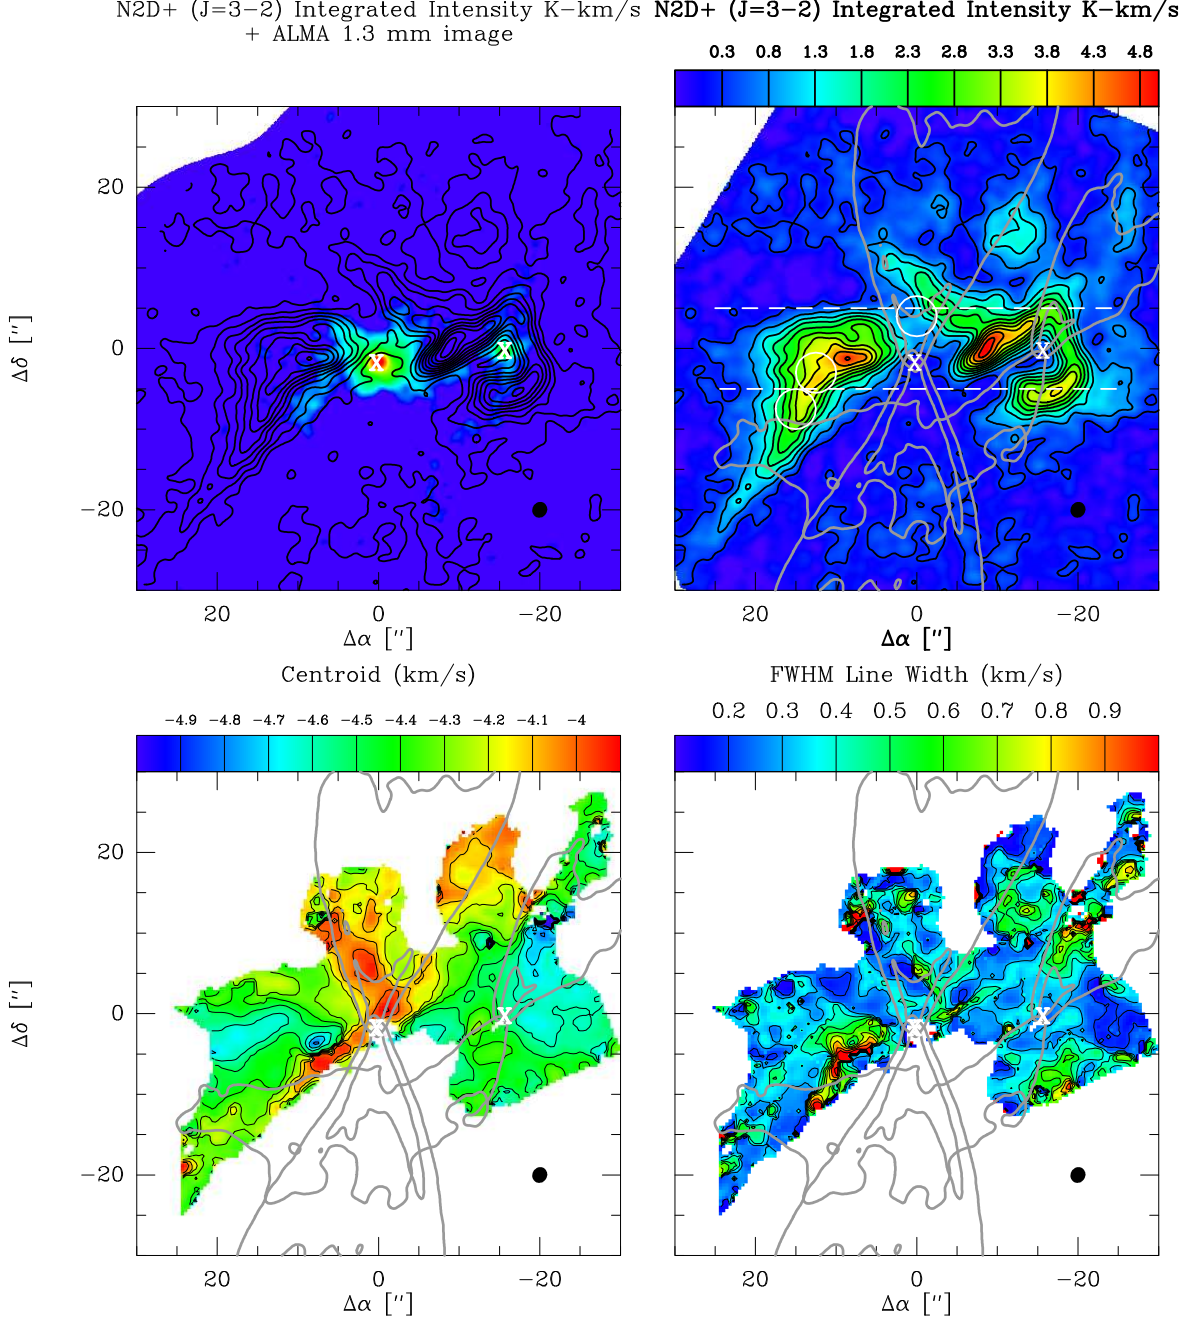 N2D+ (J=3−2) Integrated Intensity K−km/s
+ ALMA 1.3 mm image
N2D+ (J=3−2) Integrated Intensity K−km/s
0.3 0.8 1.3 1.8 2.3 2.8 3.3 3.8 4.3 4.8
20
0
−20
Δδ ["]
X X
X X
20 0 −20
20 0 −20
Δα ["]
Δα ["]
Centroid (km/s)
FWHM Line Width (km/s)
−4.9 −4.8 −4.7 −4.6 −4.5 −4.4 −4.3 −4.2 −4.1 −4
0.2 0.3 0.4 0.5 0.6 0.7 0.8 0.9
20
0
−20
Δδ ["]
X X
X X
20 0 −20
20 0 −20
Δα ["]
Δα ["]